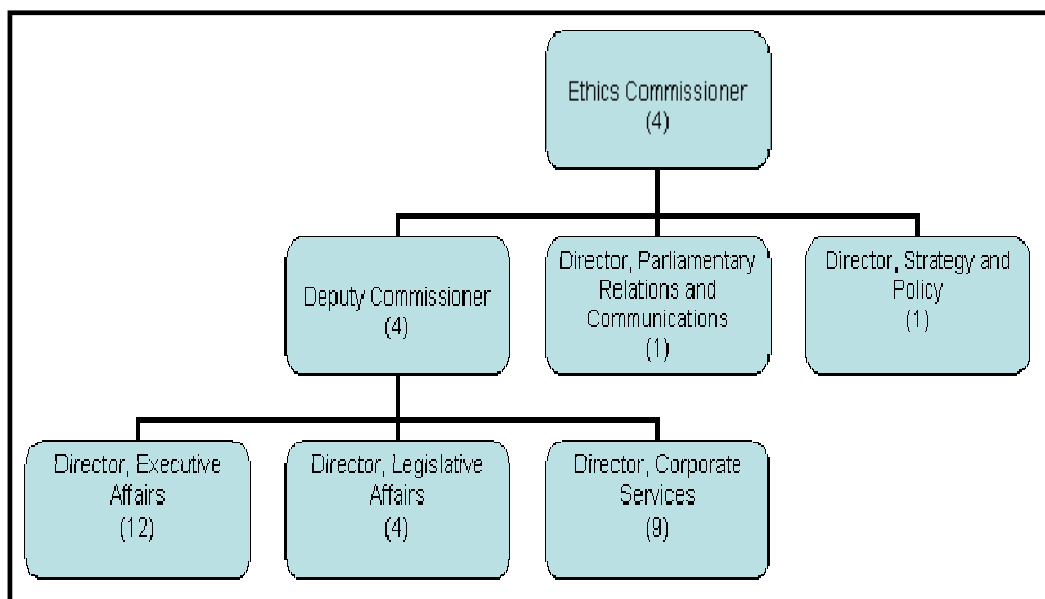 Ethics Commissioner
(4)
Deputy Commissioner
(4)
Director, Parliamentary
Relations and
Communications
(1)
Director, Strategy and
Policy
(1)
Director, Executive
Affairs
(12)
Director, Legislative
Affairs
(4)
Director, Corporate
Services
(9)